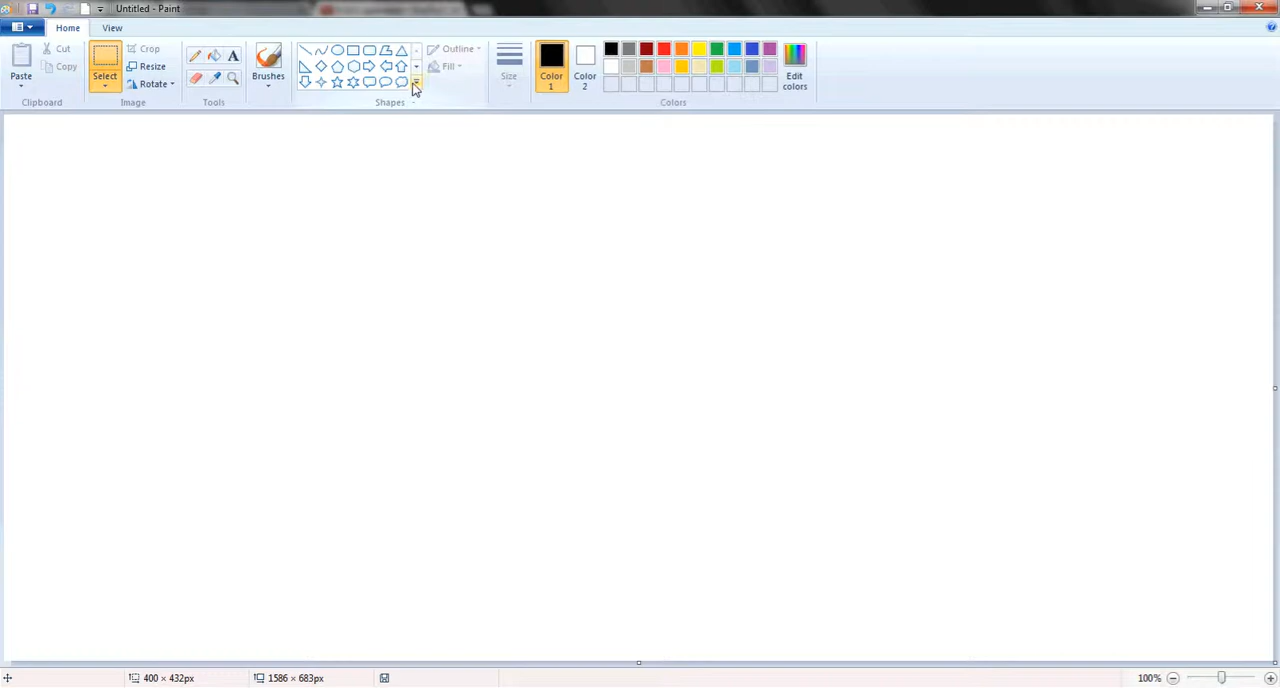 Untitled - Paint
Home View
Paste
Cut
Copy
Clipboard
Select
Crop
Resize
Rotate
Image
A
Tools
Brushes
Shapes
Outline
Fill
Size
Color 1
Color 2
Edit colors
Colors
400 × 432px
1586 × 683px
100%